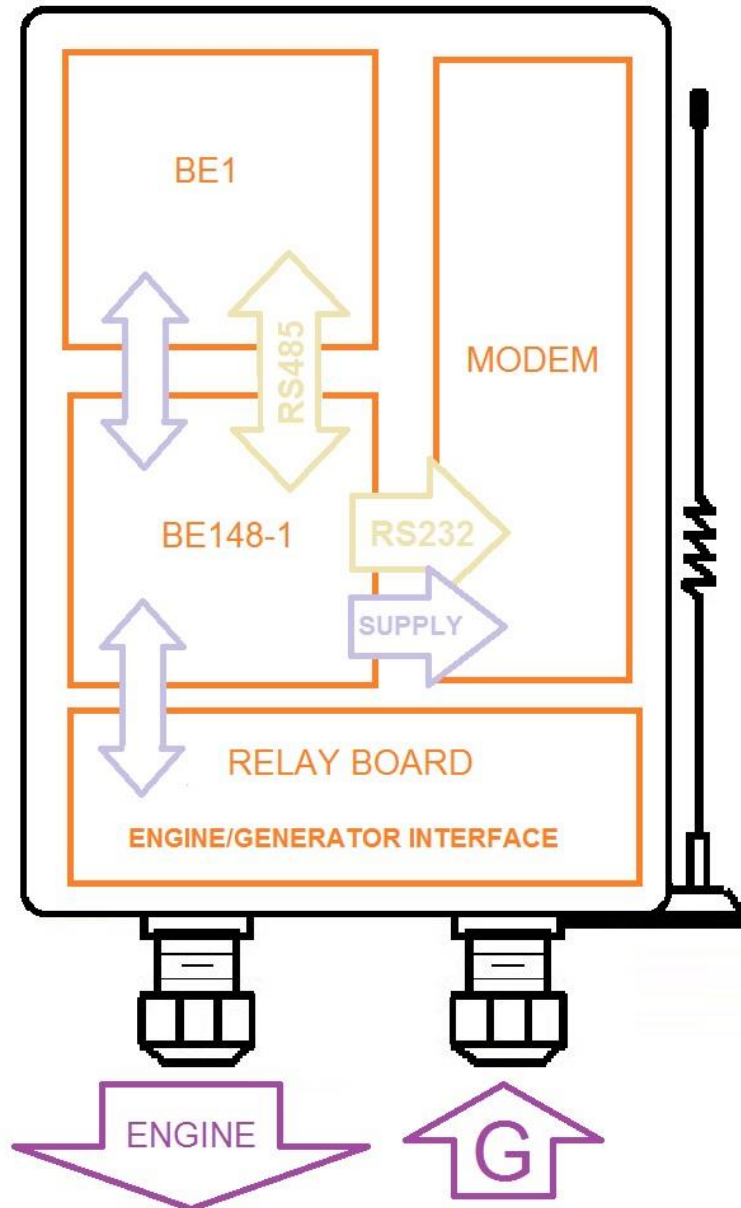 BE1
RS485
MODEM
BE148-1
RS232
SUPPLY
RELAY BOARD
ENGINE/GENERATOR INTERFACE
ENGINE
G